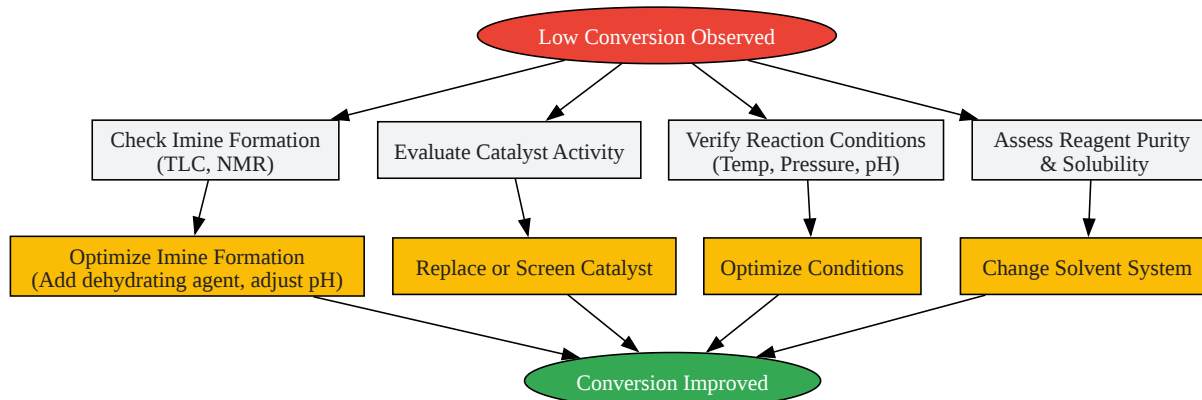 Low Conversion Observed
Check Imine Formation
(TLC, NMR)
Evaluate Catalyst Activity
Verify Reaction Conditions
(Temp, Pressure, pH)
Assess Reagent Purity
& Solubility
Optimize Imine Formation
(Add dehydrating agent, adjust pH)
Replace or Screen Catalyst
Optimize Conditions
Change Solvent System
Conversion Improved